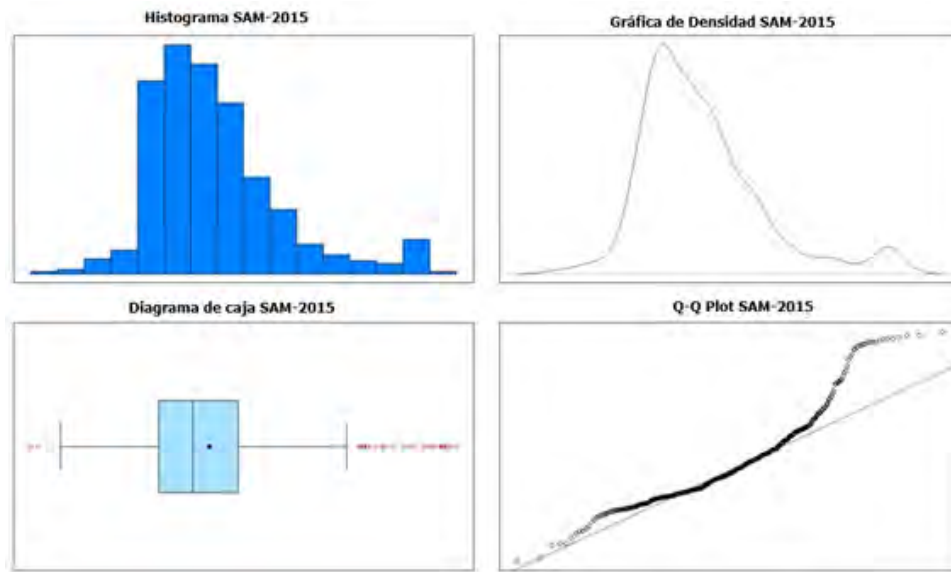 Histograma SAM-2015
Gráfica de Densidad SAM-2015
Diagrama de caja SAM-2015
Q-Q Plot SAM-2015